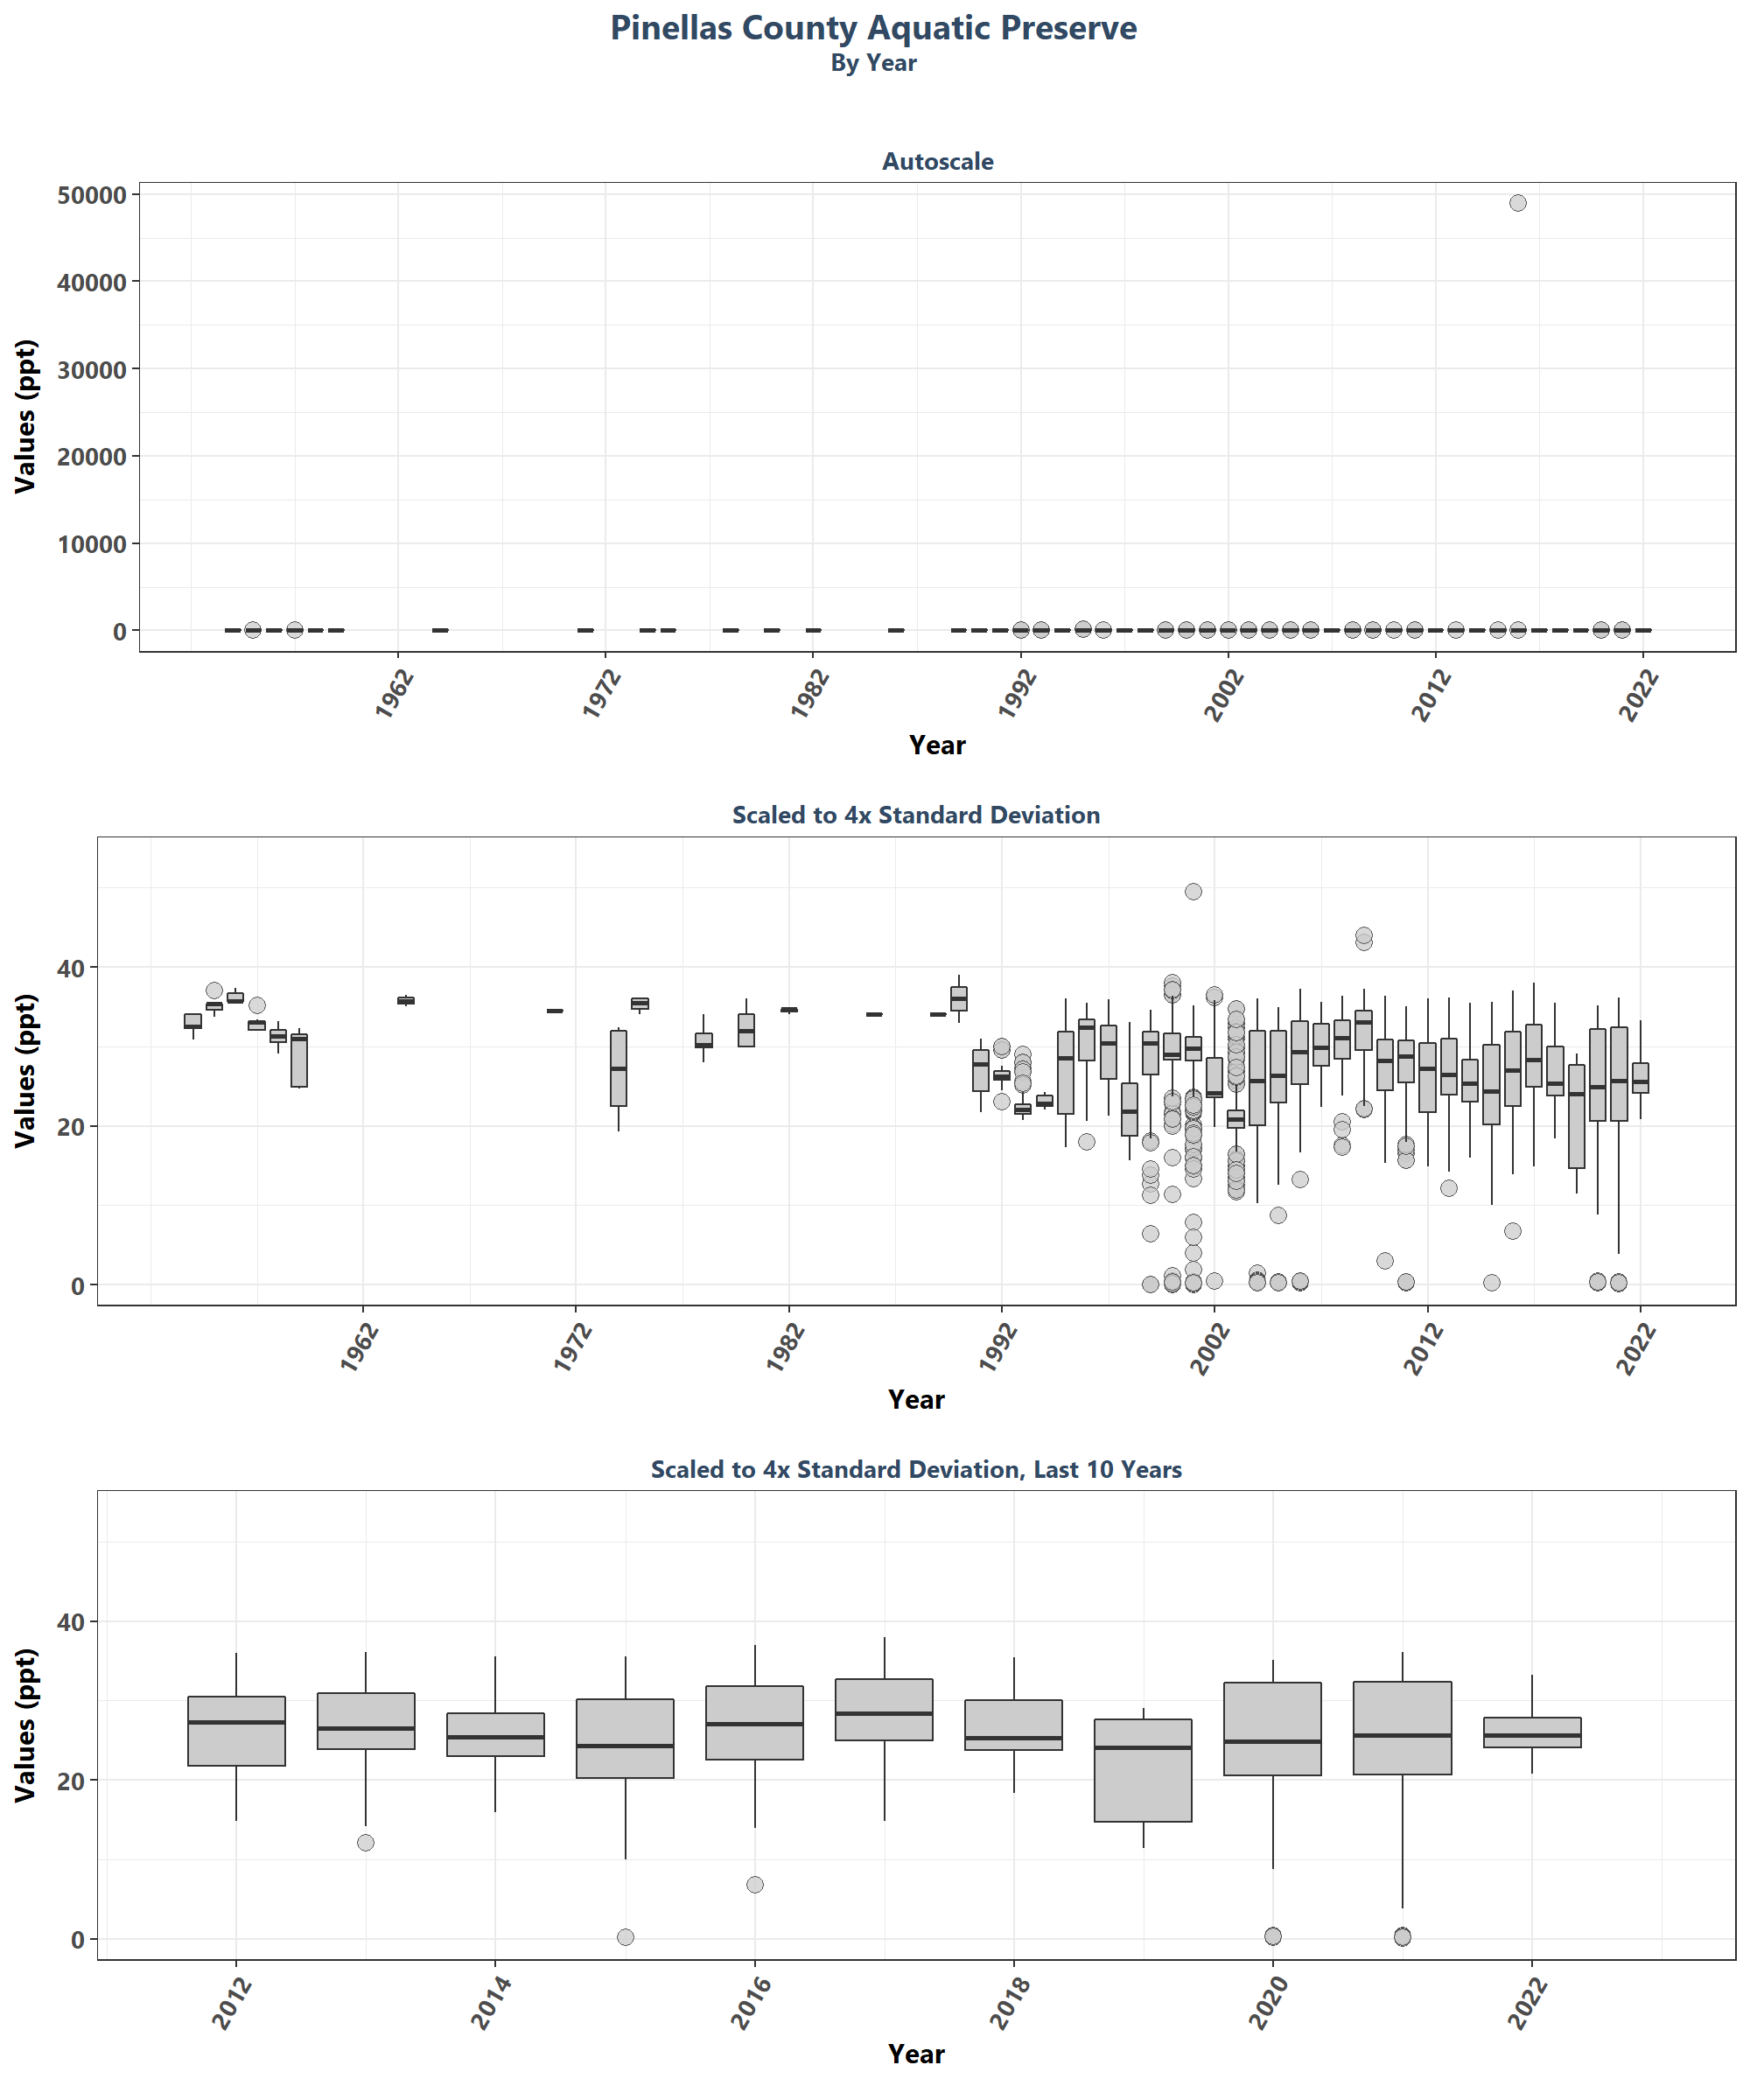 Pinellas County Aquatic Preserve
By Year
Autoscale
Values (ppt)
50000
40000
30000
20000
10000
0
1962
1972
1982
1992
2002
2012
2022
Year
Scaled to 4x Standard Deviation
Values (ppt)
40
20
0
1962
1972
1982
1992
2002
2012
2022
Year
Scaled to 4x Standard Deviation, Last 10 Years
Values (ppt)
40
20
0
2012
2014
2016
2018
2020
2022
Year